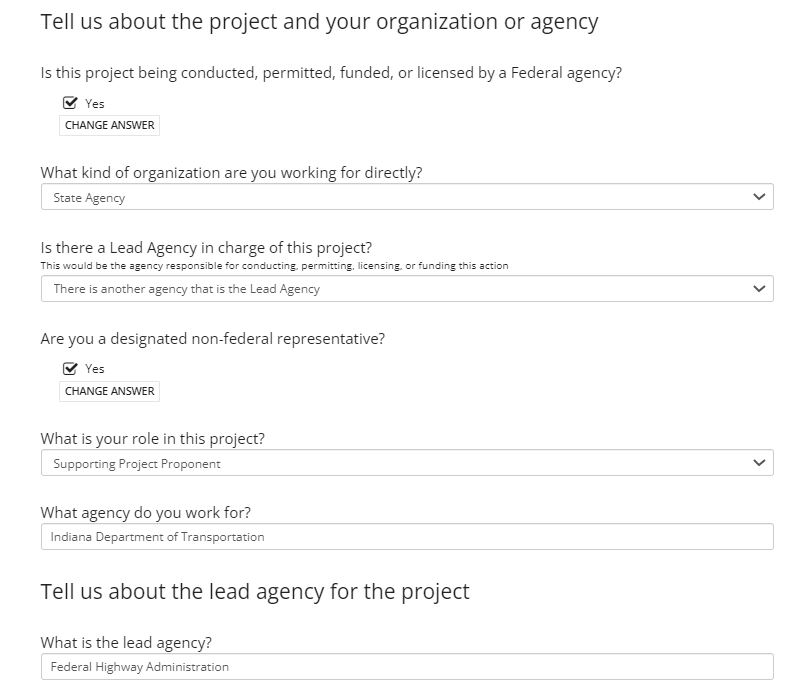 Tell us about the project and your organization or agency
Is this project being conducted, permitted, funded, or licensed by a Federal agency?
Yes
CHANGE ANSWER
What kind of organization are you working for directly?
State Agency
Is there a Lead Agency in charge of this project?
This would be the agency responsible for conducting, permitting, licensing, or funding this action
There is another agency that is the Lead Agency
Are you a designated non-federal representative?
Yes
CHANGE ANSWER
What is your role in this project?
Supporting Project Proponent
What agency do you work for?
Indiana Department of Transportation
Tell us about the lead agency for the project
What is the lead agency?
Federal Highway Administration